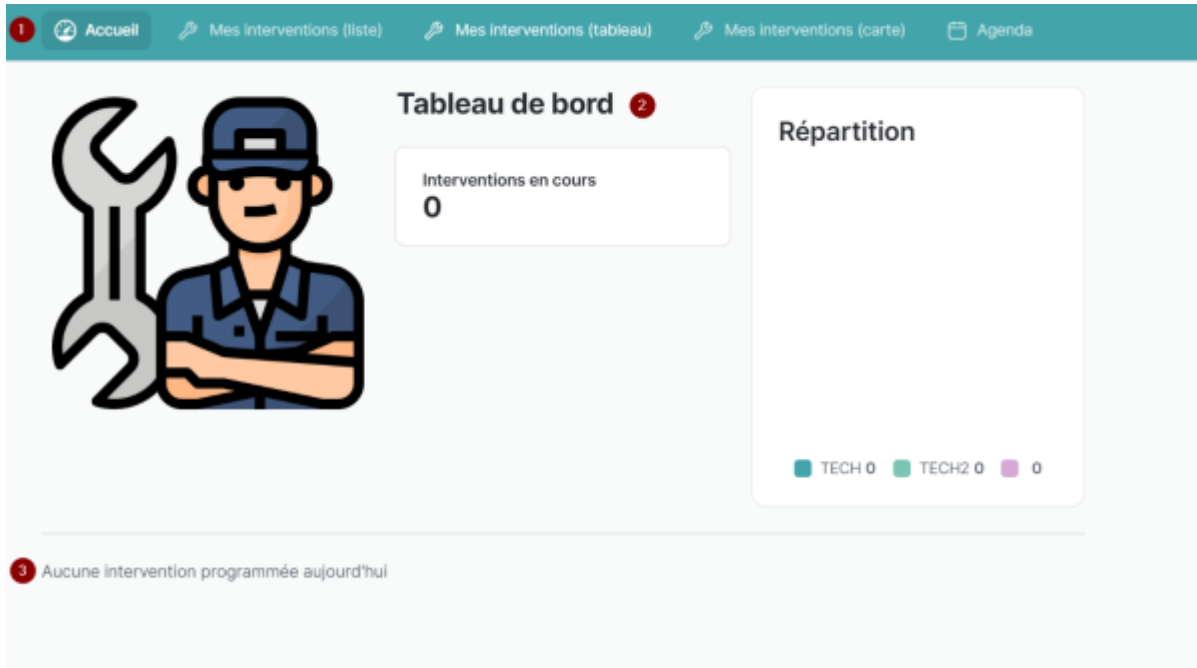 1 Accueil Mes interventions (liste) Mes interventions (tableau) Mes interventions (carte) Agenda
Tableau de bord 2
Interventions en cours
0
Répartition
TECH 0 TECH2 0 0
3 Aucune intervention programmée aujourd'hui